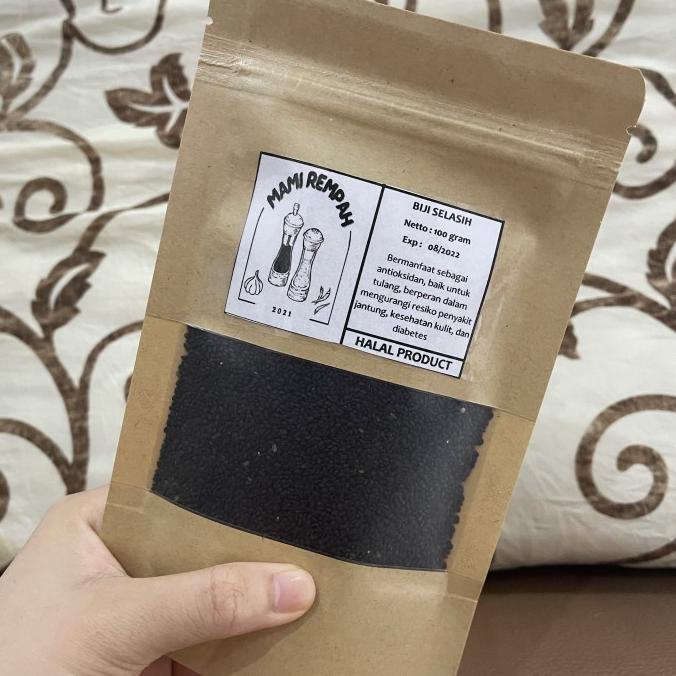 MAMI REMPAH
2021
BIJI SELASIH
Netto : 100 gram
Exp : 08/2022
Bermanfaat sebagai
antioksidan, baik untuk
tulang, berperan dalam
mengurangi resiko penyakit
jantung, kesehatan kulit, dan
diabetes
HALAL PRODUCT